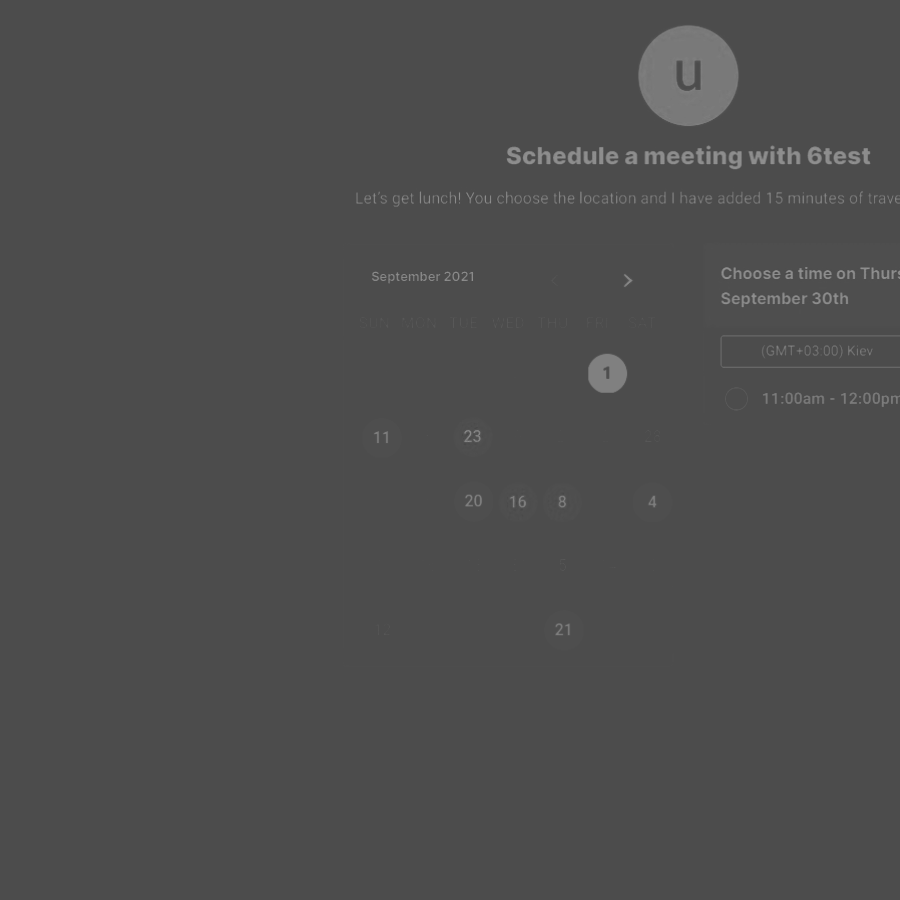 u
Schedule a meeting with 6test
Let's get lunch! You choose the location and I have added 15 minutes of trave
September 2021
SUN MON TUE WED THU FRI SAT
1
11 23
20 16 8 4
5
12 21
Choose a time on Thurs
September 30th
(GMT+03:00) Kiev
11:00am - 12:00pm